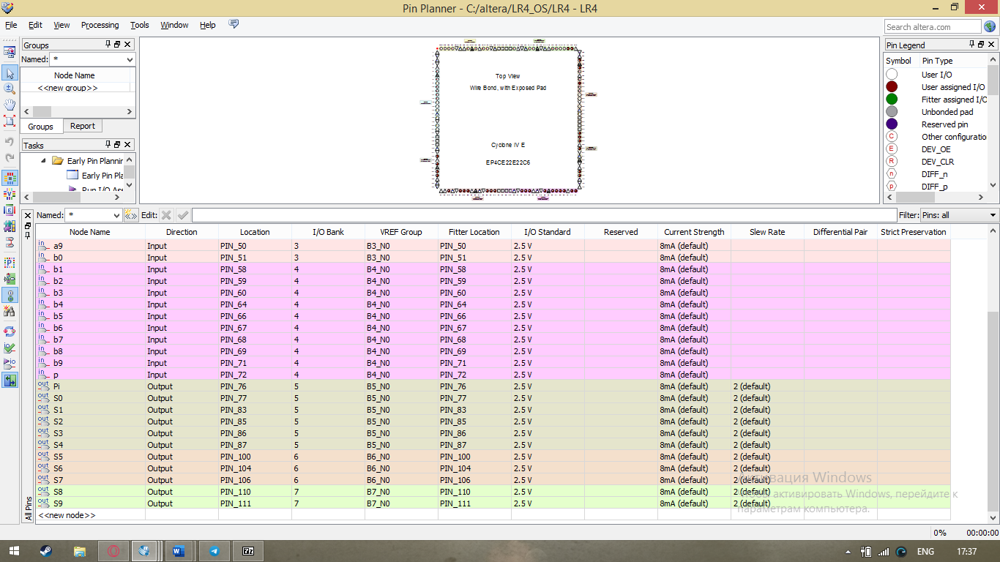 Pin Planner - C:/altera/LR4_OS/LR4 - LR4
File Edit View Processing Tools Window Help
Search altera.com
Groups
Named: *
Node Name
<<new group>>
Groups Report
Tasks
Early Pin Plannin
Early Pin Pla
Run I/O Ass
Top View
Wire Bond, with Exposed Pad
Cyclone IV E
EP4CE22E22C6
Pin Legend
Symbol Pin Type
User I/O
User assigned I/O
Fitter assigned I/O
Unbonded pad
Reserved pin
C Other configuratio
E DEV_OE
R DEV_CLR
n DIFF_n
p DIFF_p
Named: * Edit: Filter: Pins: all
Node Name Direction Location I/O Bank VREF Group Fitter Location I/O Standard Reserved Current Strength Slew Rate Differential Pair Strict Preservation
in a9 Input PIN_50 3 B3_N0 PIN_50 2.5 V 8mA (default)
in b0 Input PIN_51 3 B3_N0 PIN_51 2.5 V 8mA (default)
in b1 Input PIN_58 4 B4_N0 PIN_58 2.5 V 8mA (default)
in b2 Input PIN_59 4 B4_N0 PIN_59 2.5 V 8mA (default)
in b3 Input PIN_60 4 B4_N0 PIN_60 2.5 V 8mA (default)
in b4 Input PIN_64 4 B4_N0 PIN_64 2.5 V 8mA (default)
in b5 Input PIN_66 4 B4_N0 PIN_66 2.5 V 8mA (default)
in b6 Input PIN_67 4 B4_N0 PIN_67 2.5 V 8mA (default)
in b7 Input PIN_68 4 B4_N0 PIN_68 2.5 V 8mA (default)
in b8 Input PIN_69 4 B4_N0 PIN_69 2.5 V 8mA (default)
in b9 Input PIN_71 4 B4_N0 PIN_71 2.5 V 8mA (default)
in p Input PIN_72 4 B4_N0 PIN_72 2.5 V 8mA (default)
out Pi Output PIN_76 5 B5_N0 PIN_76 2.5 V 8mA (default) 2 (default)
out S0 Output PIN_77 5 B5_N0 PIN_77 2.5 V 8mA (default) 2 (default)
out S1 Output PIN_83 5 B5_N0 PIN_83 2.5 V 8mA (default) 2 (default)
out S2 Output PIN_85 5 B5_N0 PIN_85 2.5 V 8mA (default) 2 (default)
out S3 Output PIN_86 5 B5_N0 PIN_86 2.5 V 8mA (default) 2 (default)
out S4 Output PIN_87 5 B5_N0 PIN_87 2.5 V 8mA (default) 2 (default)
out S5 Output PIN_100 6 B6_N0 PIN_100 2.5 V 8mA (default) 2 (default)
out S6 Output PIN_104 6 B6_N0 PIN_104 2.5 V 8mA (default) 2 (default)
out S7 Output PIN_106 6 B6_N0 PIN_106 2.5 V 8mA (default) 2 (default)
out S8 Output PIN_110 7 B7_N0 PIN_110 2.5 V 8mA (default) 2 (default)
out S9 Output PIN_111 7 B7_N0 PIN_111 2.5 V 8mA (default) 2 (default)
<<new node>>
All Pins
Активация Windows
Чтобы активировать Windows, перейдите к
параметрам компьютера.
0% 00:00:00
ENG 17:37